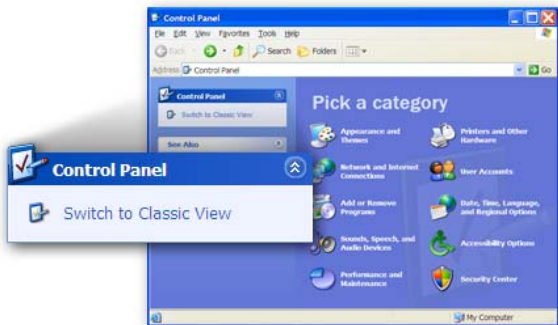 Control Panel
File Edit View Favorites Tools Help
Back Search Folders
Address Control Panel Go
Control Panel
Switch to Classic View
See Also
Pick a category
Appearance and
Themes
Printers and Other
Hardware
Network and Internet
Connections
User Accounts
Add or Remove
Programs
Date, Time, Language,
and Regional Options
Sounds, Speech, and
Audio Devices
Accessibility Options
Performance and
Maintenance
Security Center
My Computer
Control Panel
Switch to Classic View